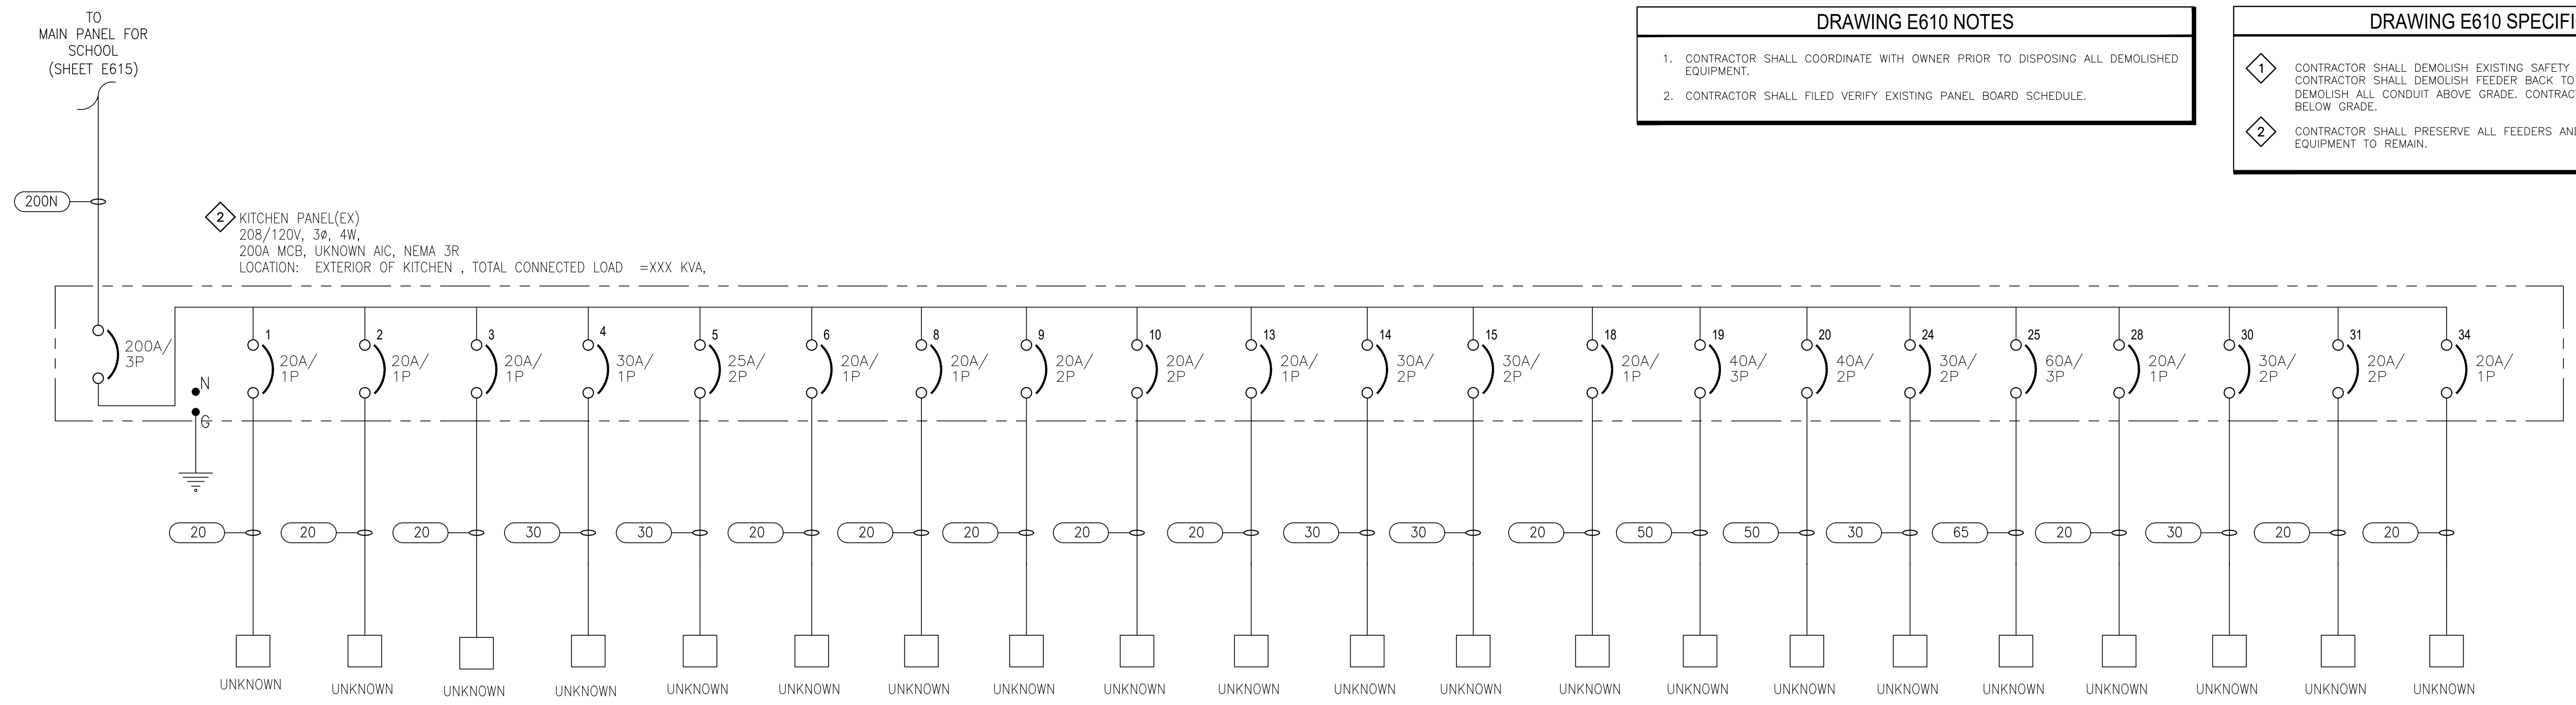 TO
MAIN PANEL FOR
SCHOOL
(SHEET E615)
200N
2
KITCHEN PANEL(EX)
208/120V, 3ø, 4W,
200A MCB, UKNOWN AIC, NEMA 3R
LOCATION: EXTERIOR OF KITCHEN , TOTAL CONNECTED LOAD =XXX KVA,
DRAWING E610 NOTES
1. CONTRACTOR SHALL COORDINATE WITH OWNER PRIOR TO DISPOSING ALL DEMOLISHED
EQUIPMENT.
2. CONTRACTOR SHALL FILED VERIFY EXISTING PANEL BOARD SCHEDULE.
DRAWING E610 SPECIFI
1
CONTRACTOR SHALL DEMOLISH EXISTING SAFETY
CONTRACTOR SHALL DEMOLISH FEEDER BACK TO
DEMOLISH ALL CONDUIT ABOVE GRADE. CONTRAC
BELOW GRADE.
2
CONTRACTOR SHALL PRESERVE ALL FEEDERS AN
EQUIPMENT TO REMAIN.
200A/
3P
N
G
1
20A/
1P
2
20A/
1P
3
20A/
1P
4
30A/
1P
5
25A/
2P
6
20A/
1P
8
20A/
1P
9
20A/
2P
10
20A/
2P
13
20A/
1P
14
30A/
2P
15
30A/
2P
18
20A/
1P
19
40A/
3P
20
40A/
2P
24
30A/
2P
25
60A/
3P
28
20A/
1P
30
30A/
2P
31
20A/
2P
34
20A/
1P
20 20 20 30 30 20 20 20 20 20 30 30 20 50 50 30 65 20 30 20 20
UNKNOWN UNKNOWN UNKNOWN UNKNOWN UNKNOWN UNKNOWN UNKNOWN UNKNOWN UNKNOWN UNKNOWN UNKNOWN UNKNOWN UNKNOWN UNKNOWN UNKNOWN UNKNOWN UNKNOWN UNKNOWN UNKNOWN UNKNOWN UNKNOWN